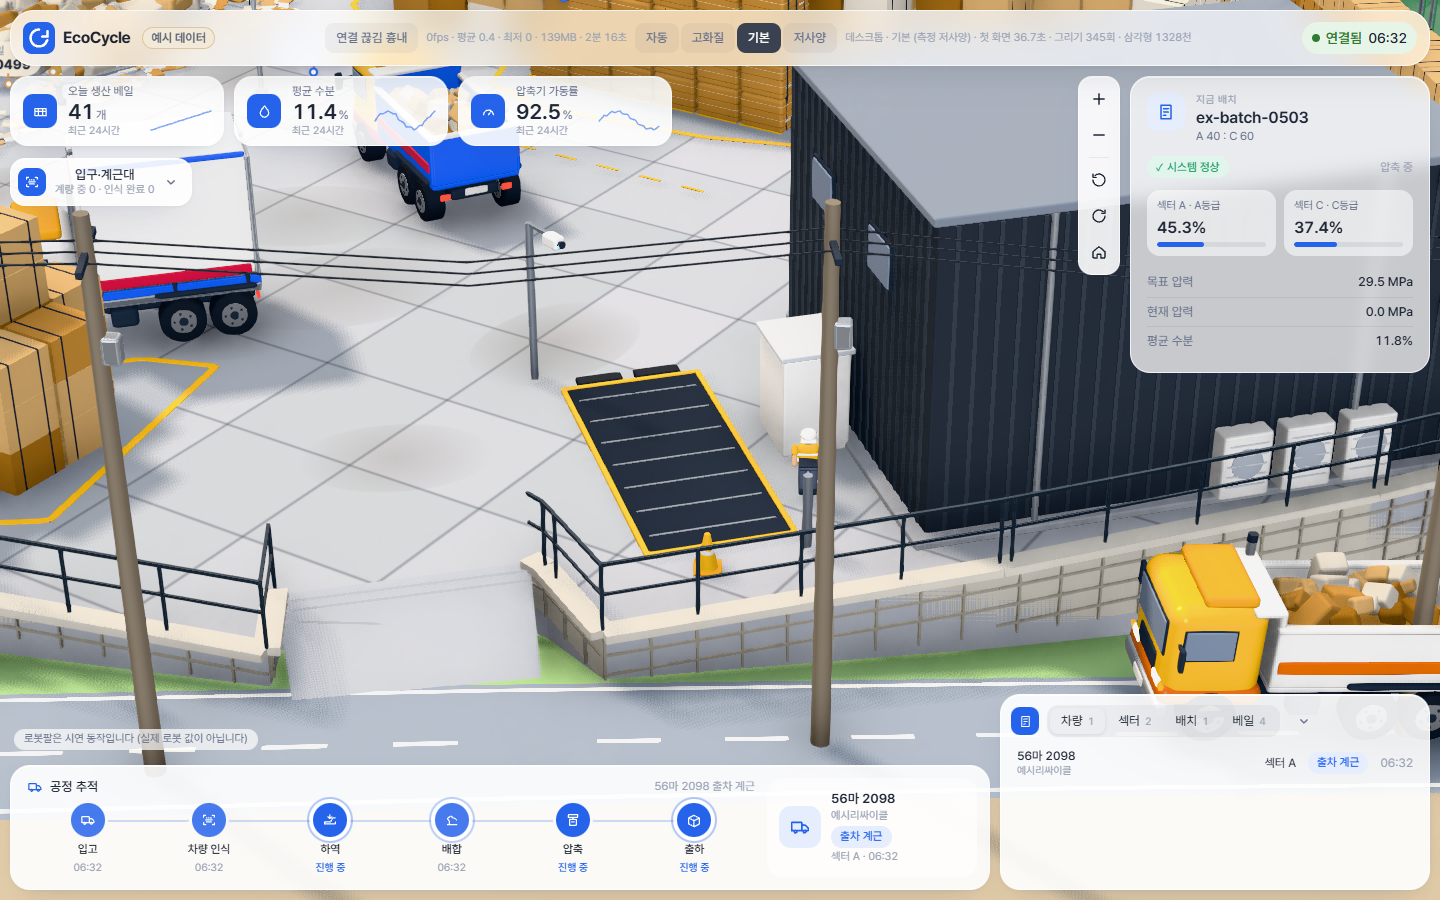 EcoCycle
예시 데이터
연결 끊김 흉내
0fps · 평균 0.4 · 최저 0 · 139MB · 2분 16초
자동
고화질
기본
저사양
데스크톱 · 기본 (측정 저사양) · 첫 화면 36.7초 · 그리기 345회 · 삼각형 1328천
연결됨 06:32
0499
오늘 생산 베일
41개
최근 24시간
평균 수분
11.4%
최근 24시간
압축기 가동률
92.5%
최근 24시간
입구·계근대
계량 중 0 · 인식 완료 0
지금 배치
ex-batch-0503
A 40 : C 60
✓ 시스템 정상
압축 중
섹터 A · A등급
45.3%
섹터 C · C등급
37.4%
목표 압력 29.5 MPa
현재 압력 0.0 MPa
평균 수분 11.8%
로봇팔은 시연 동작입니다 (실제 로봇 값이 아닙니다)
공정 추적
56마 2098 출차 계근
입고
06:32
차량 인식
06:32
하역
진행 중
배합
06:32
압축
진행 중
출하
진행 중
56마 2098
예시리싸이클
출차 계근
섹터 A · 06:32
차량 1
섹터 2
배치 1
베일 4
56마 2098
예시리싸이클
섹터 A
출차 계근
06:32